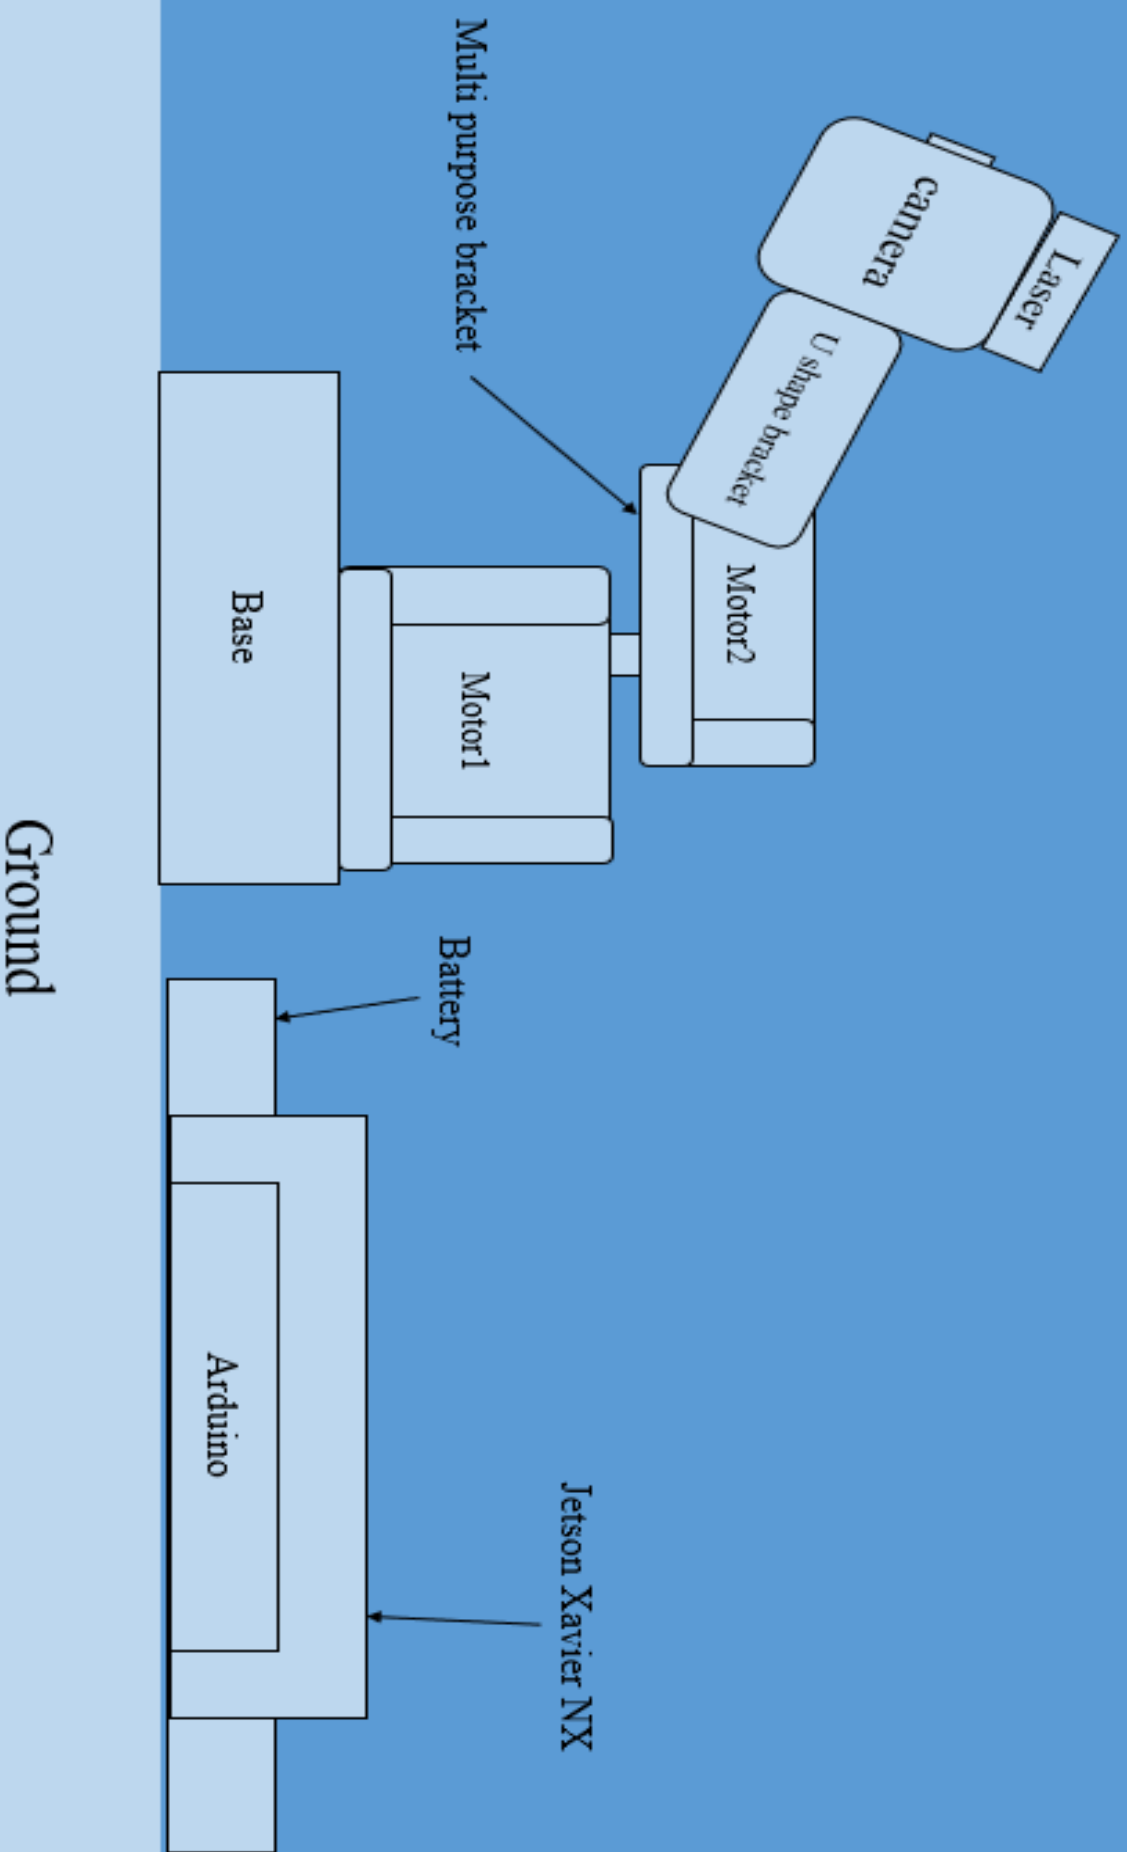 Laser
camera
U shape bracket
Multi purpose bracket
Motor2
Motor1
Base
Battery
Jetson Xavier NX
Arduino
Ground